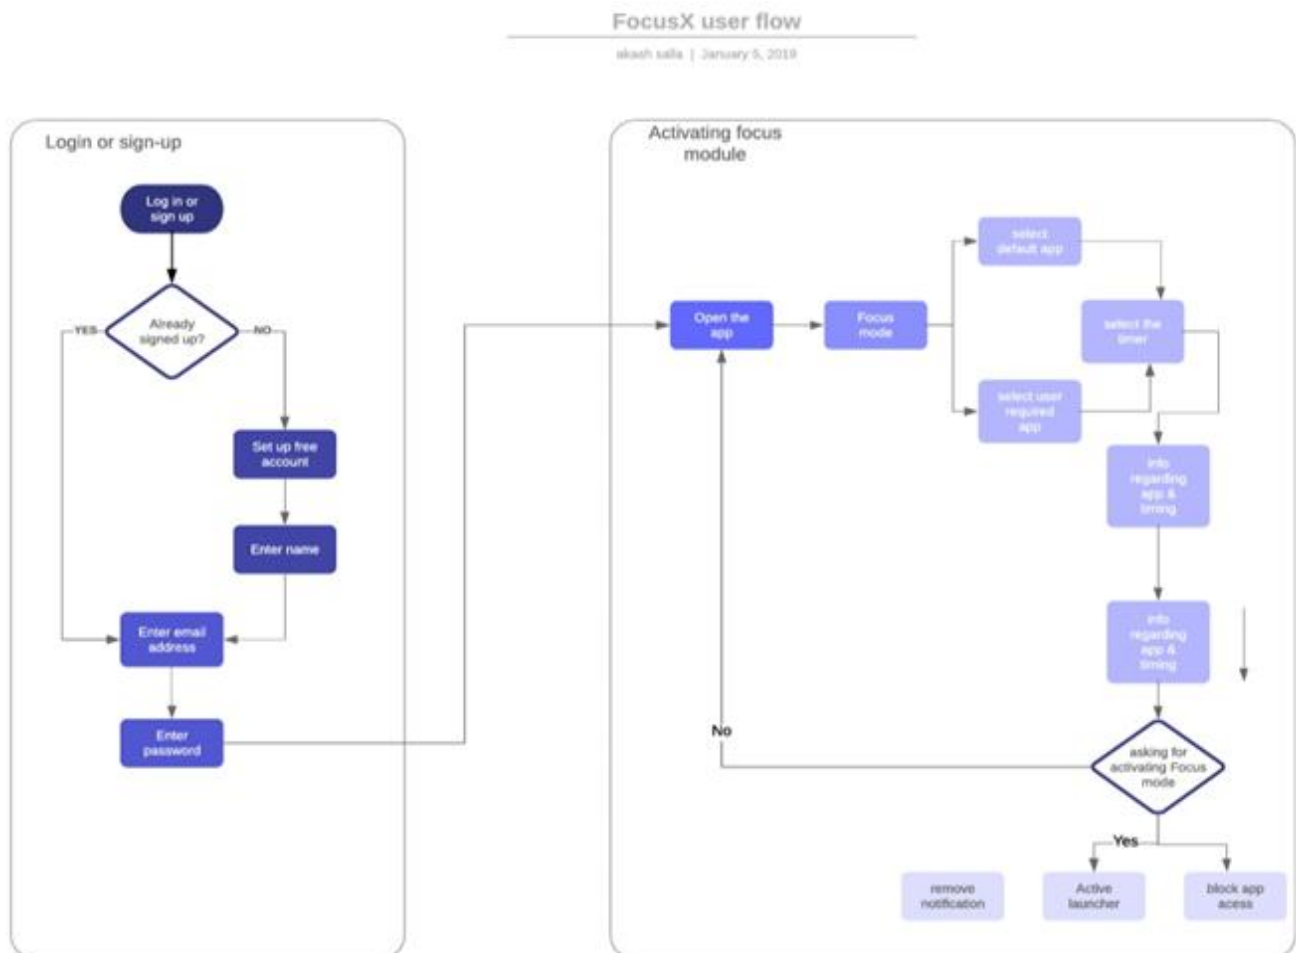 FocusX user flow
akash salla | January 5, 2019
Login or sign-up
Log in or
sign up
Already
signed up?
YES
NO
Set up free
account
Enter name
Enter email
address
Enter
password
Activating focus
module
Open the
app
Focus
mode
select
default app
select user
required
app
select the
timer
info
regarding
app &
timing
info
regarding
app &
timing
asking for
activating Focus
mode
No
Yes
remove
notification
Active
launcher
block app
acess